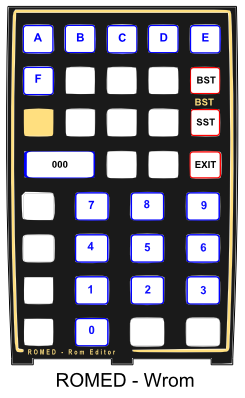 A B C D E
F BST
BST
SST
000 EXIT
7 8 9
4 5 6
1 2 3
0
ROMED - Rom Editor
ROMED - Wrom